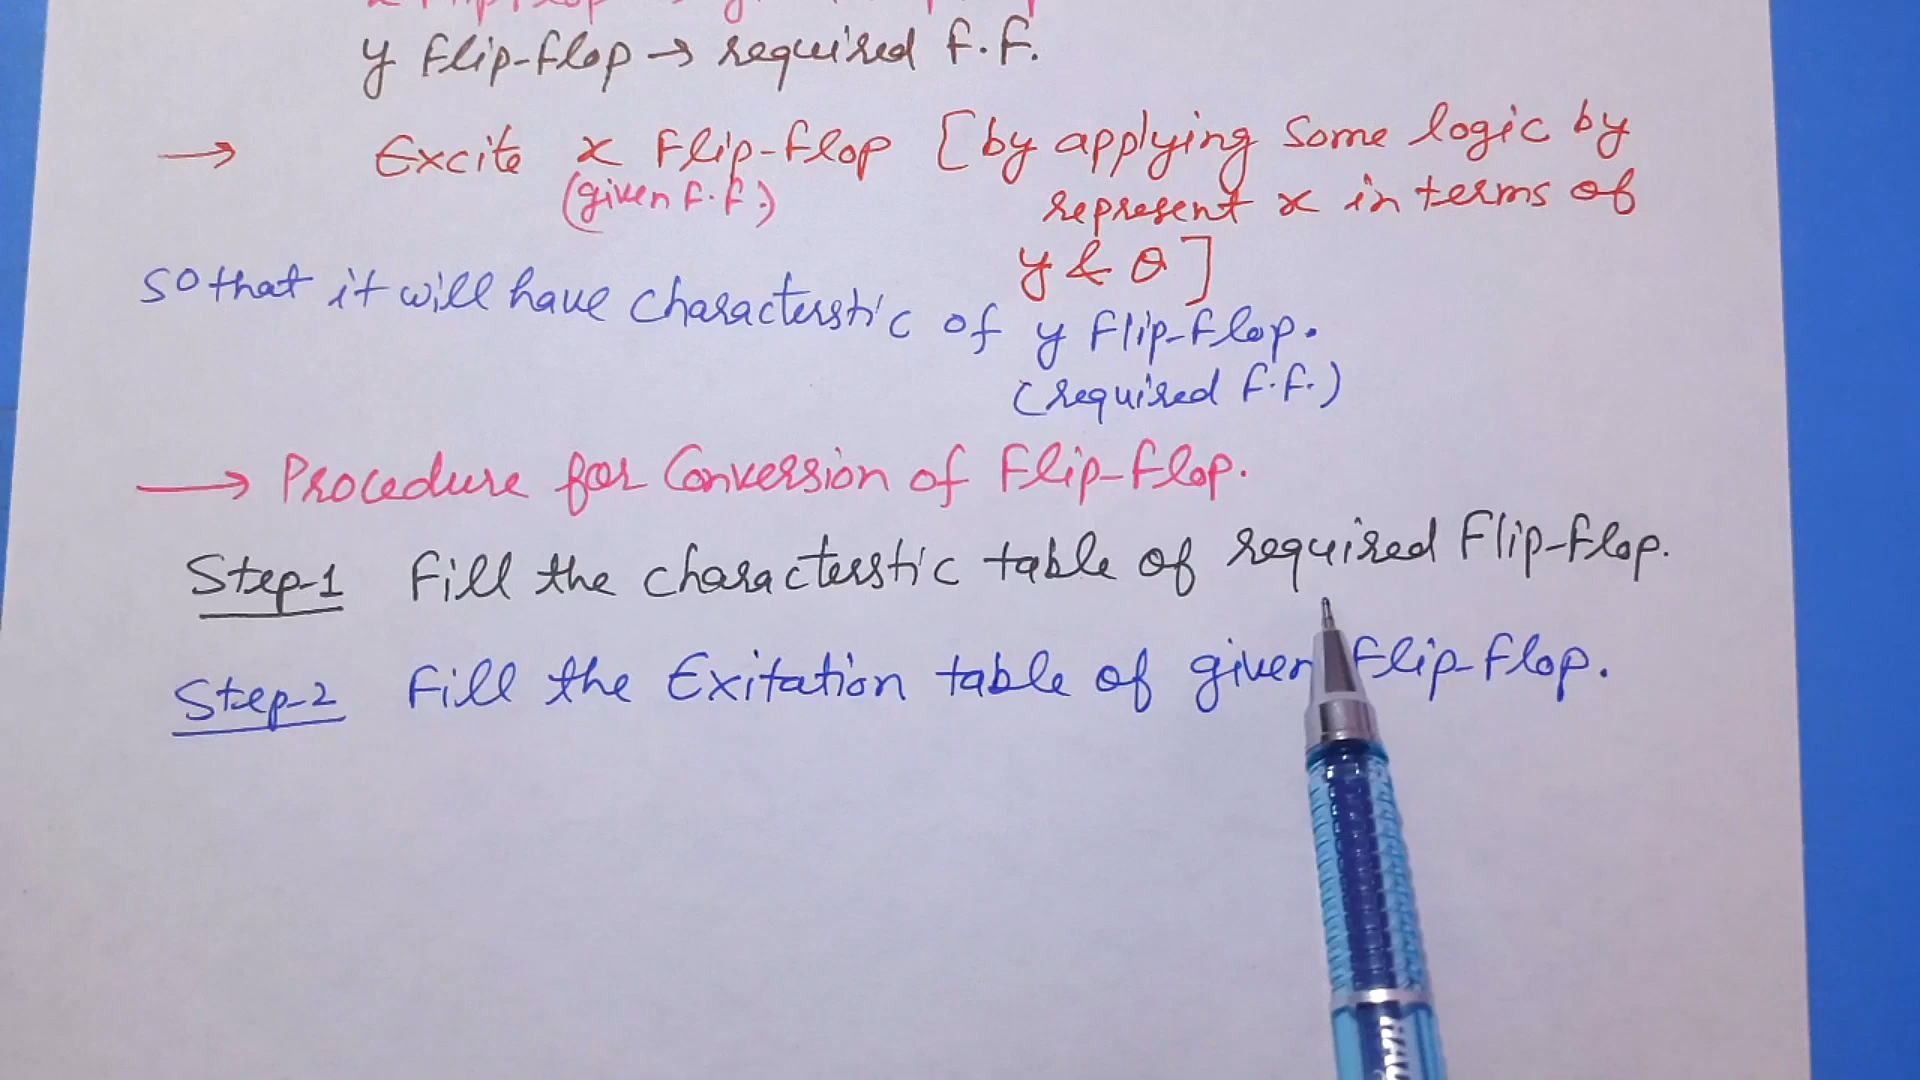 y Flip-flop → required F.F.
→ Excite x Flip-flop [by applying some logic by
(given F.F.) represent x in terms of
y & Q]
so that it will have characterstic of y Flip-flop.
(required F.F.)
→ Procedure for Conversion of Flip-Flop.
Step-1 Fill the characterstic table of required Flip-Flop.
Step-2 Fill the Exitation table of given Flip-Flop.